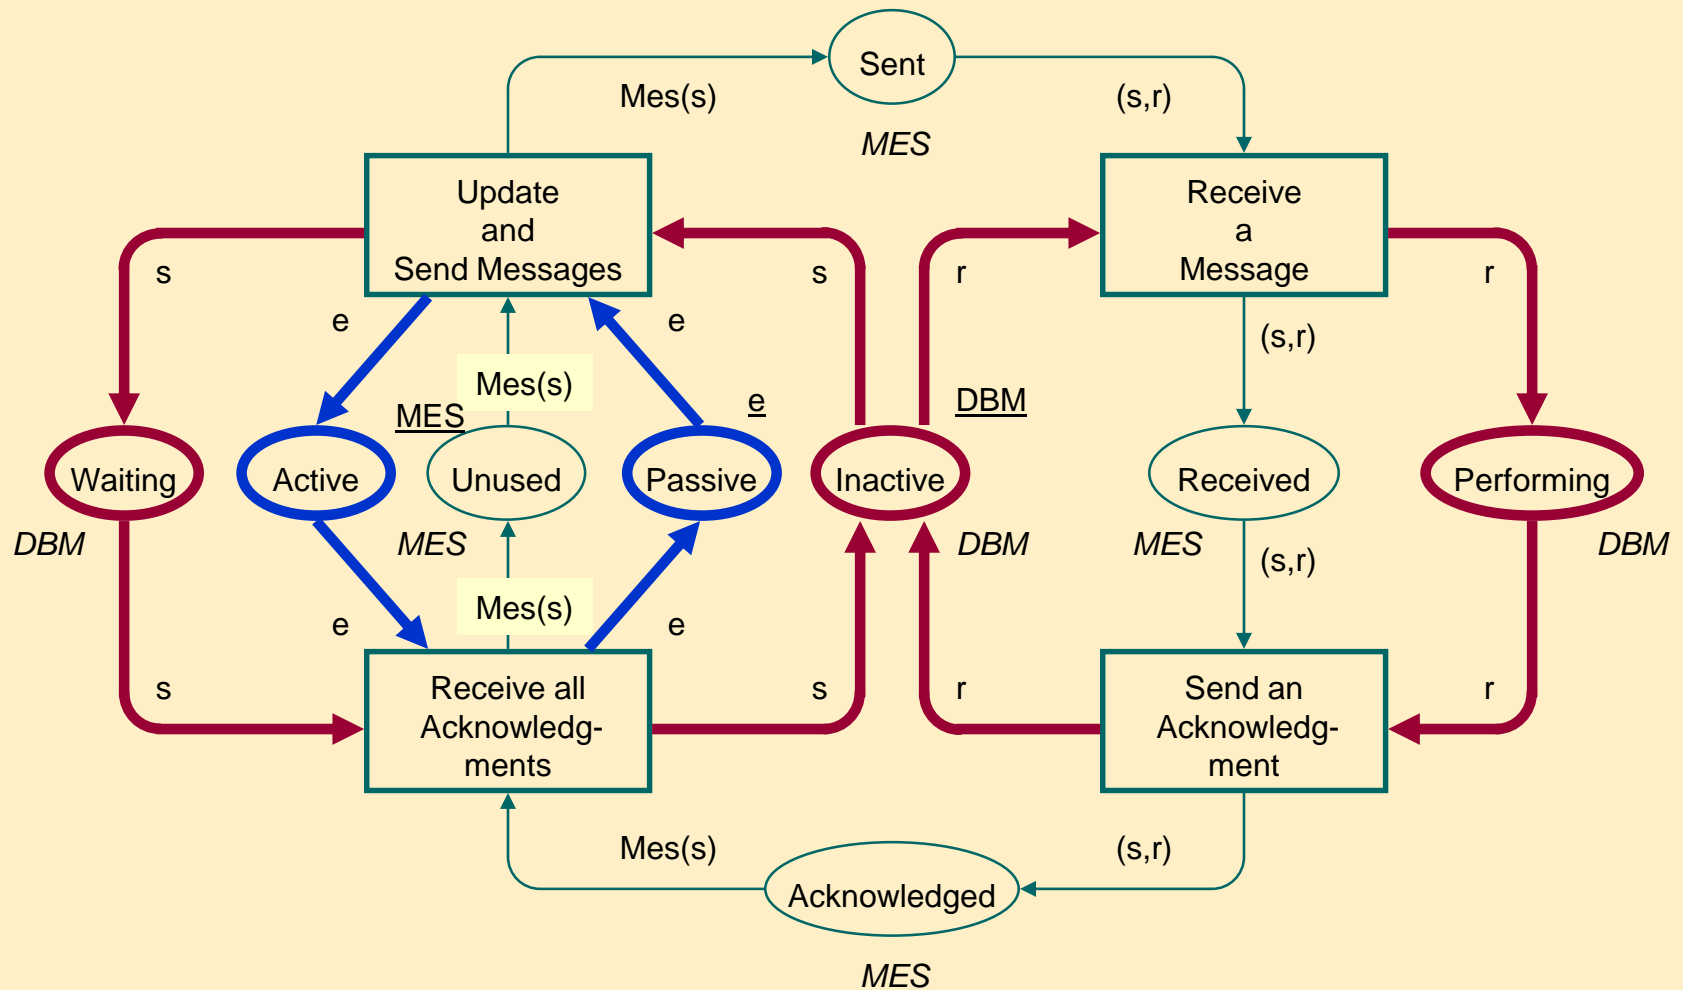 Sent
Mes(s)
(s,r)
MES
Update
and
Send Messages
Receive
a
Message
s
s
r
r
e
e
(s,r)
Mes(s)
MES
e
DBM
Waiting
Active
Unused
Passive
Inactive
Received
Performing
DBM
MES
DBM
MES
DBM
(s,r)
Mes(s)
e
e
s
s
r
r
Receive all
Acknowledg-
ments
Send an
Acknowledg-
ment
Mes(s)
(s,r)
Acknowledged
MES